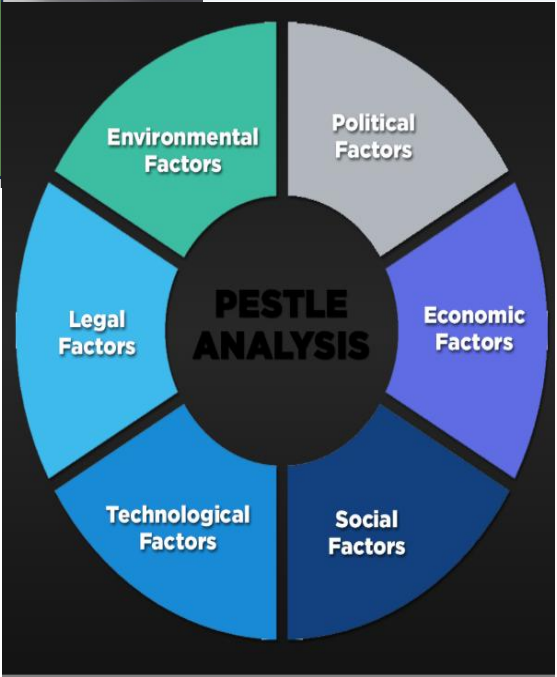 Political
Factors
Economic
Factors
Social
Factors
Technological
Factors
Legal
Factors
Environmental
Factors
PESTLE
ANALYSIS